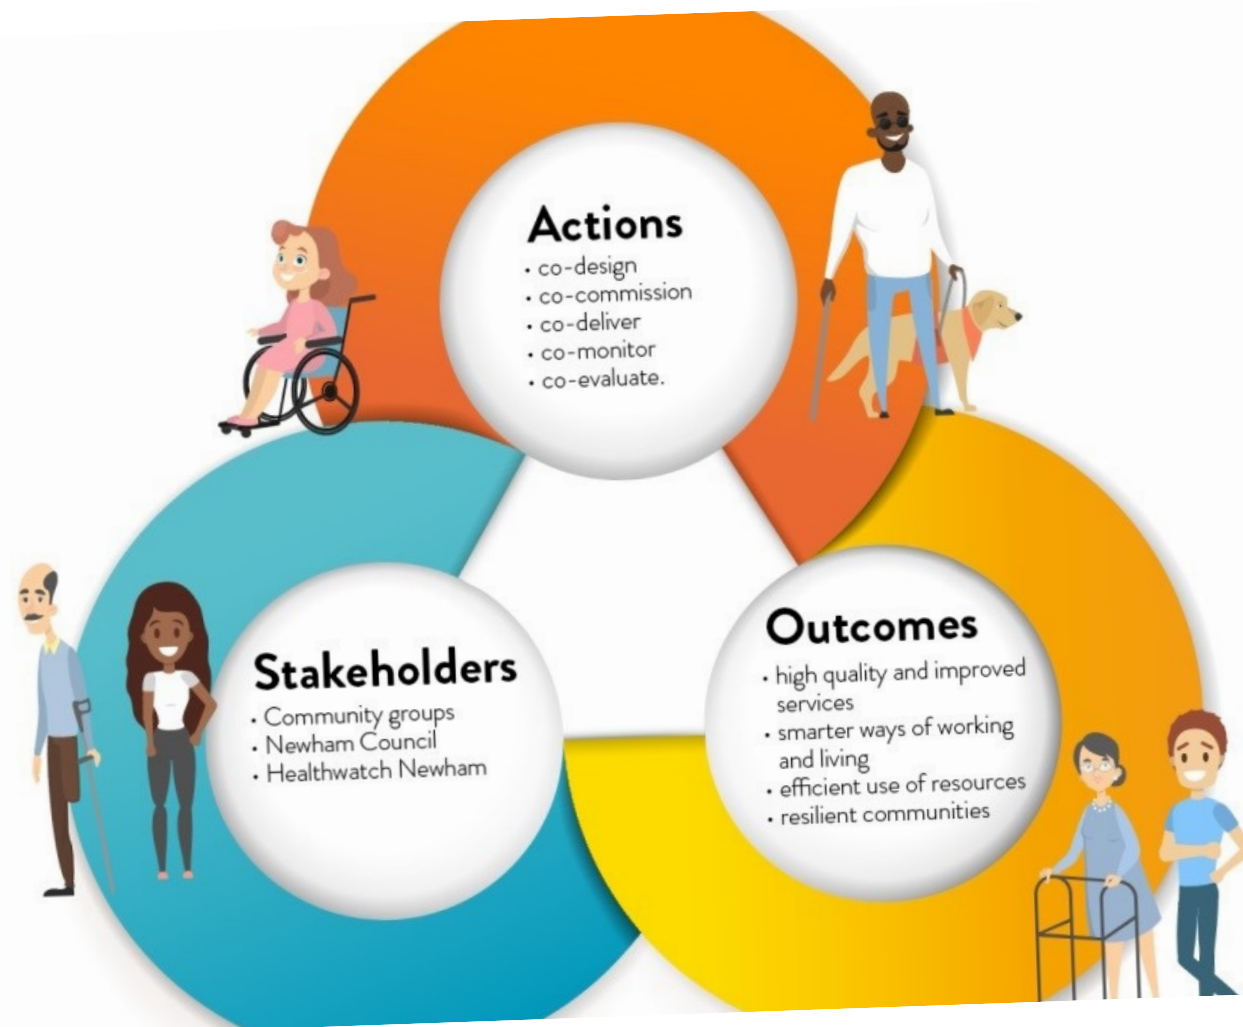 Actions
• co-design
• co-commission
• co-deliver
• co-monitor
• co-evaluate.
Stakeholders
• Community groups
• Newham Council
• Healthwatch Newham
Outcomes
• high quality and improved
services
• smarter ways of working
and living
• efficient use of resources
• resilient communities